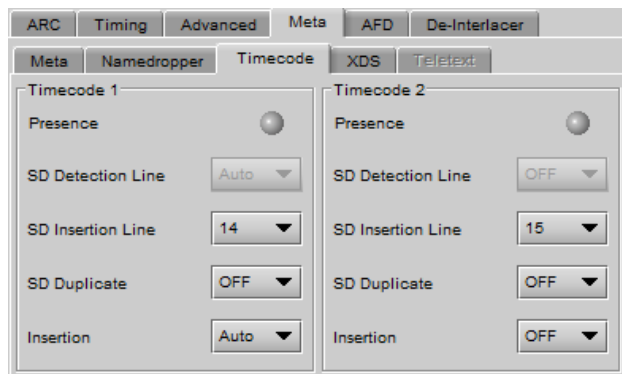 ARC Timing Advanced Meta AFD De-Interlacer
Meta Namedropper Timecode XDS Teletext
Timecode 1
Presence
SD Detection Line Auto
SD Insertion Line 14
SD Duplicate OFF
Insertion Auto
Timecode 2
Presence
SD Detection Line OFF
SD Insertion Line 15
SD Duplicate OFF
Insertion OFF